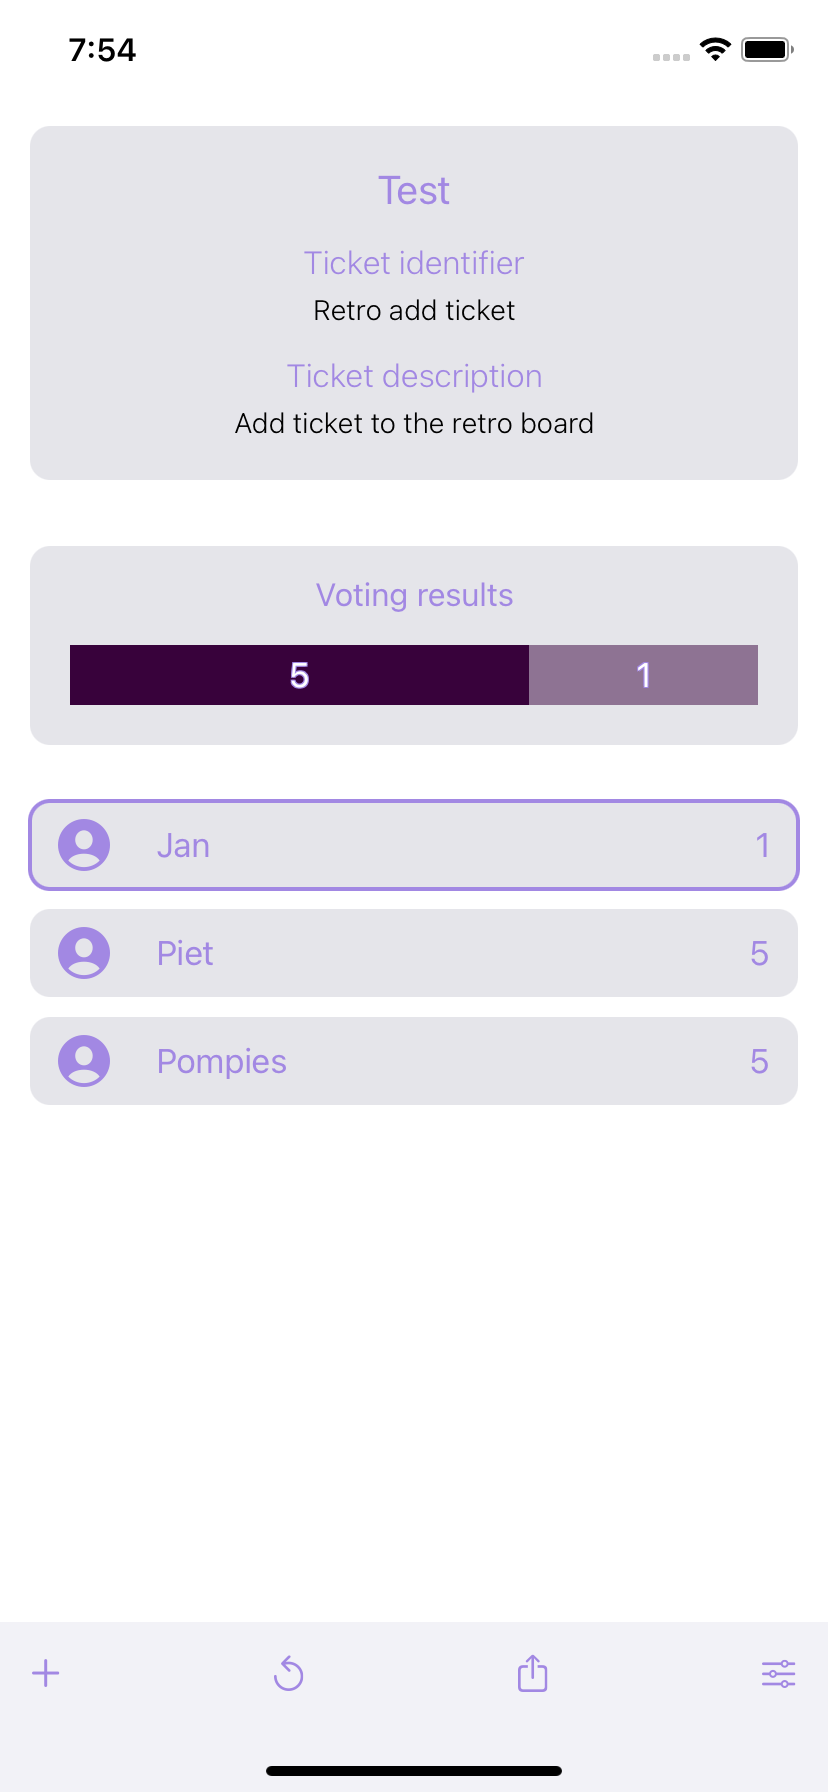 7:54
Test
Ticket identifier
Retro add ticket
Ticket description
Add ticket to the retro board
Voting results
5 1
Jan 1
Piet 5
Pompies 5